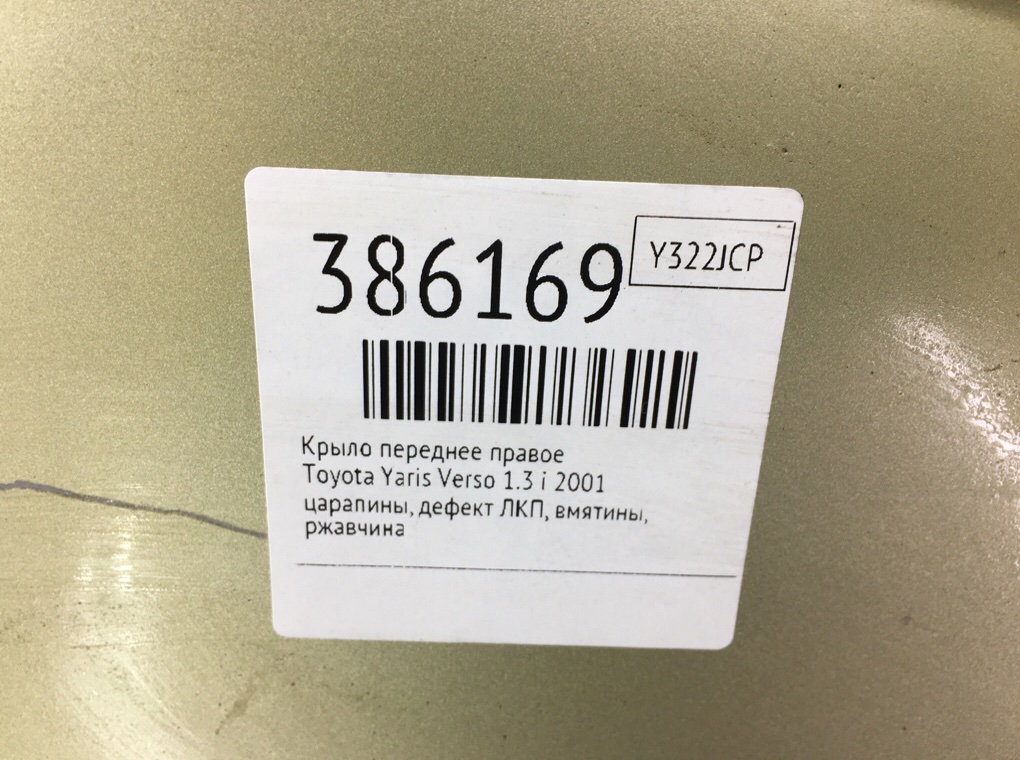 386169
Y322JCP
Крыло переднее правое
Toyota Yaris Verso 1.3 i 2001
царапины, дефект ЛКП, вмятины,
ржавчина